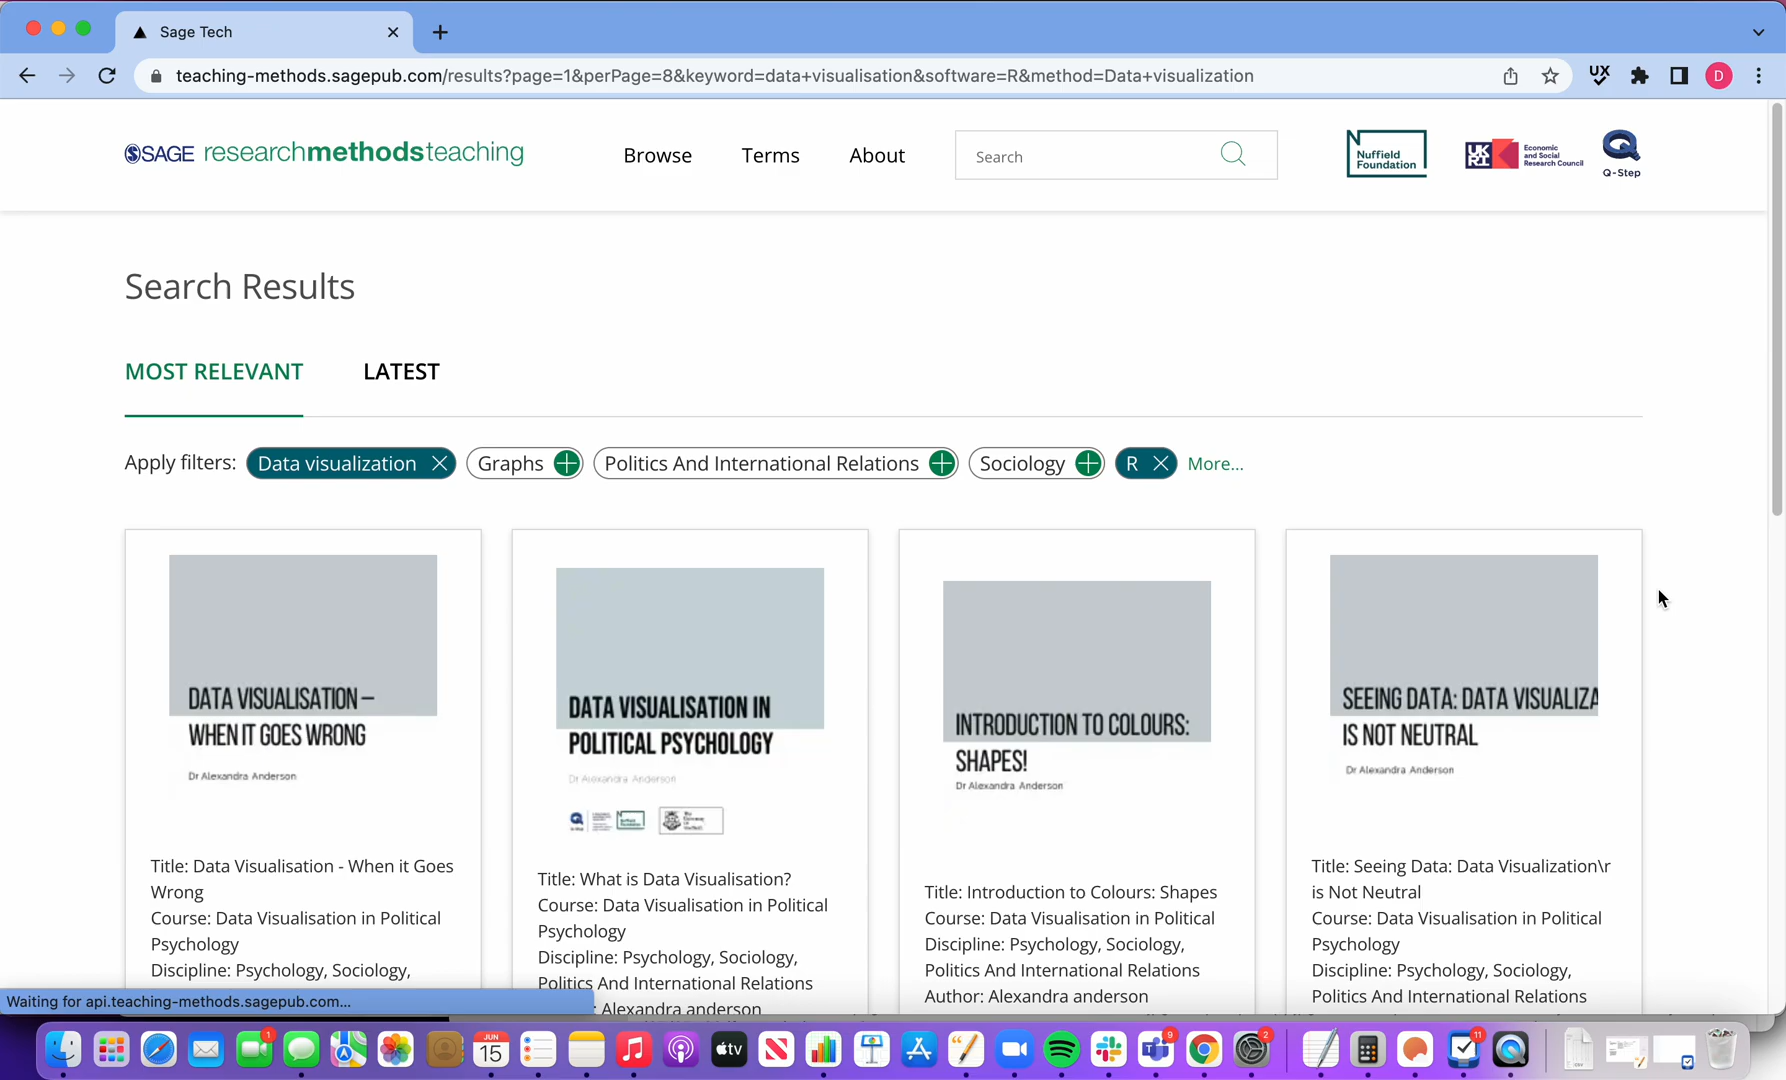 Sage Tech
teaching-methods.sagepub.com/results?page=1&perPage=8&keyword=data+visualisation&software=R&method=Data+visualization
UX
D
SAGE researchmethodsteaching
Browse
Terms
About
Search
Nuffield
Foundation
UKRI
Economic
and Social
Research Council
Q-Step
Search Results
MOST RELEVANT
LATEST
Apply filters:
Data visualization
Graphs
Politics And International Relations
Sociology
R
More...
DATA VISUALISATION –
WHEN IT GOES WRONG
Dr Alexandra Anderson
Title: Data Visualisation - When it Goes
Wrong
Course: Data Visualisation in Political
Psychology
Discipline: Psychology, Sociology,
DATA VISUALISATION IN
POLITICAL PSYCHOLOGY
Dr Alexandra Anderson
Title: What is Data Visualisation?
Course: Data Visualisation in Political
Psychology
Discipline: Psychology, Sociology,
Politics And International Relations
: Alexandra anderson
INTRODUCTION TO COLOURS:
SHAPES!
Dr Alexandra Anderson
Title: Introduction to Colours: Shapes
Course: Data Visualisation in Political
Discipline: Psychology, Sociology,
Politics And International Relations
Author: Alexandra anderson
SEEING DATA: DATA VISUALIZA
IS NOT NEUTRAL
Dr Alexandra Anderson
Title: Seeing Data: Data Visualization\r
is Not Neutral
Course: Data Visualisation in Political
Psychology
Discipline: Psychology, Sociology,
Politics And International Relations
Waiting for api.teaching-methods.sagepub.com...
1
JUN
15
tv
9
2
11